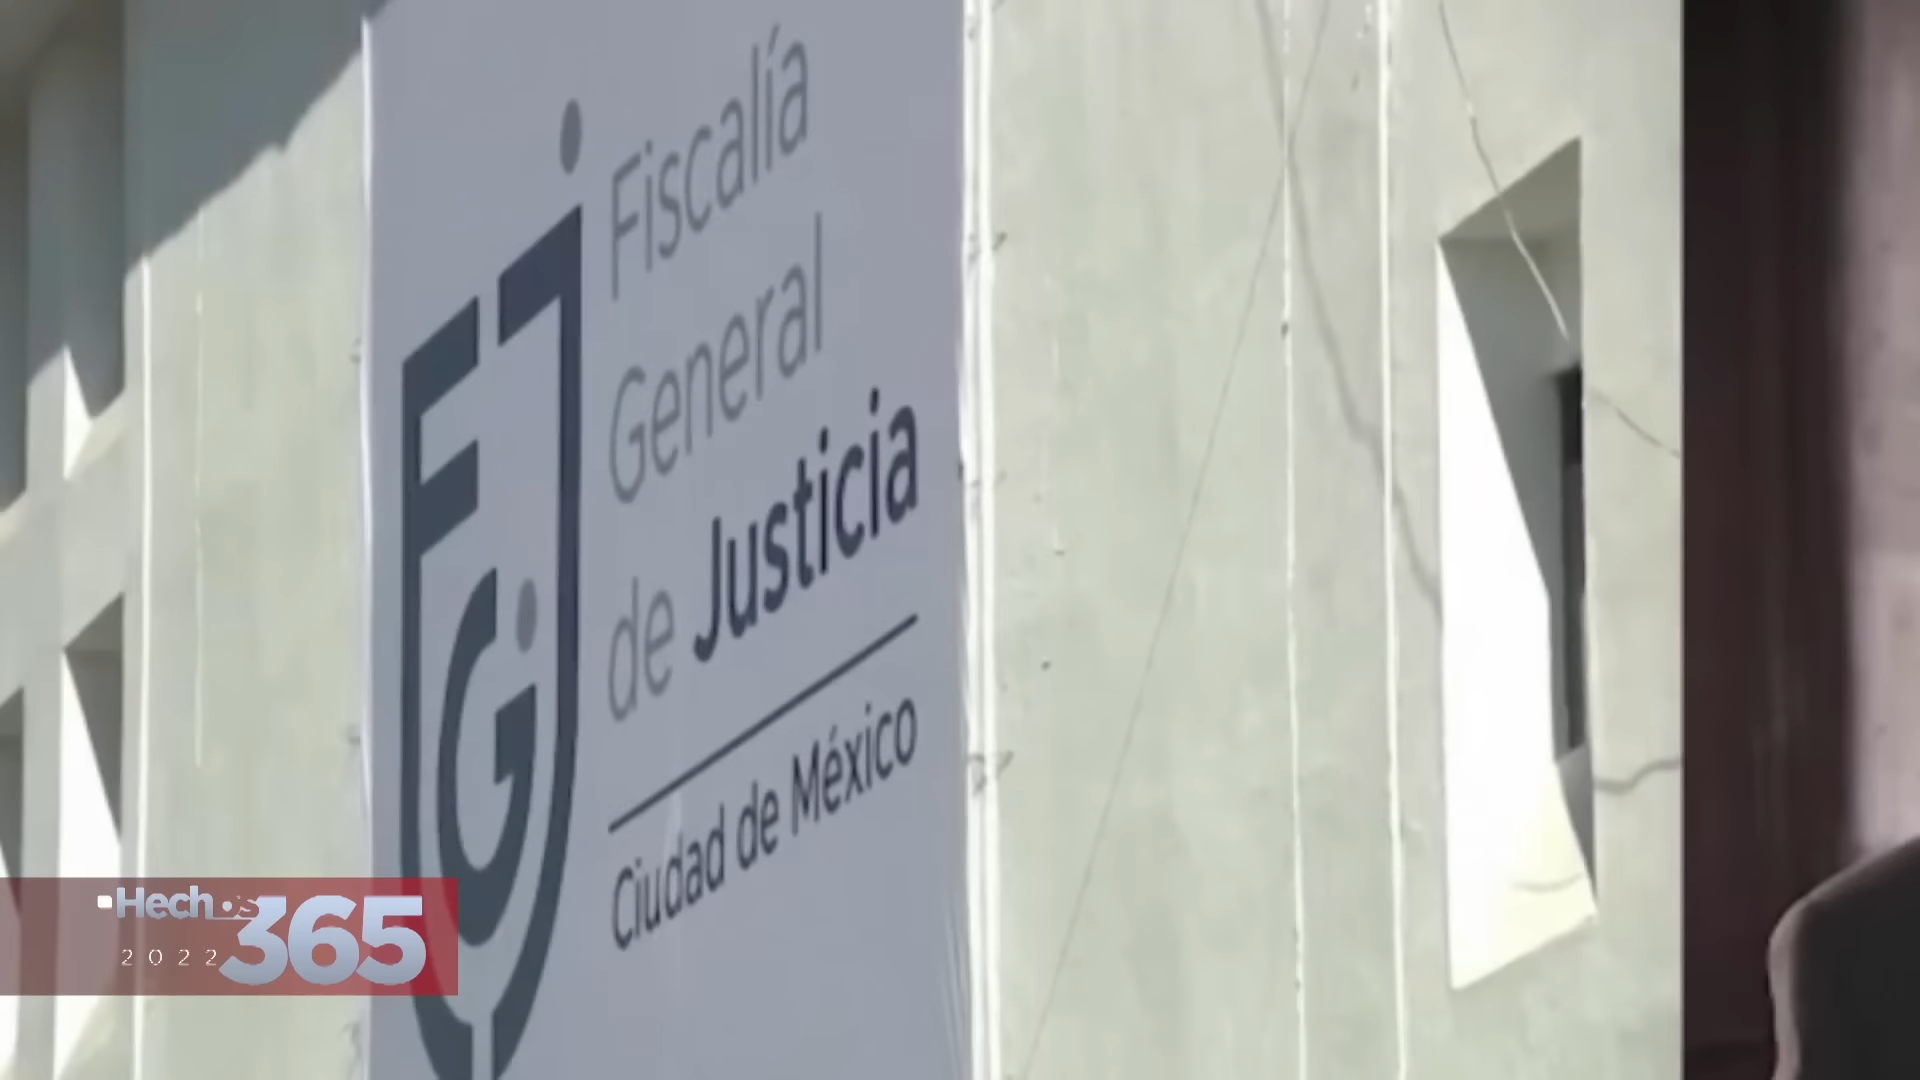 Fiscalía
General
de Justicia
Ciudad de México
FGJ
Hechos
2022 365